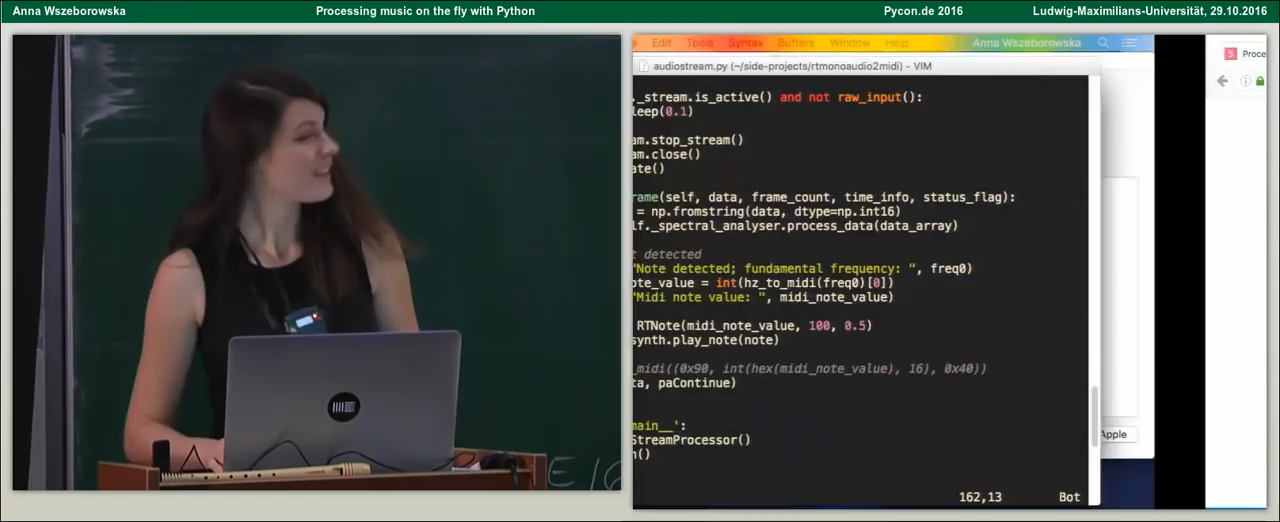 Anna Wszeborowska
Processing music on the fly with Python
Pycon.de 2016
Ludwig-Maximilians-Universität, 29.10.2016
Edit Tools Syntax Buffers Window Help Anna Wszeborowska
audiostream.py (~/side-projects/rtmonoaudio2midi) - VIM
S Proce
._stream.is_active() and not raw_input():
leep(0.1)
am.stop_stream()
am.close()
ate()
rame(self, data, frame_count, time_info, status_flag):
= np.fromstring(data, dtype=np.int16)
lf._spectral_analyser.process_data(data_array)
t detected
"Note detected; fundamental frequency: ", freq0)
ote_value = int(hz_to_midi(freq0)[0])
"Midi note value: ", midi_note_value)
RTNote(midi_note_value, 100, 0.5)
synth.play_note(note)
_midi((0x90, int(hex(midi_note_value), 16), 0x40))
ta, paContinue)
main__':
StreamProcessor()
n()
Apple
162,13 Bot